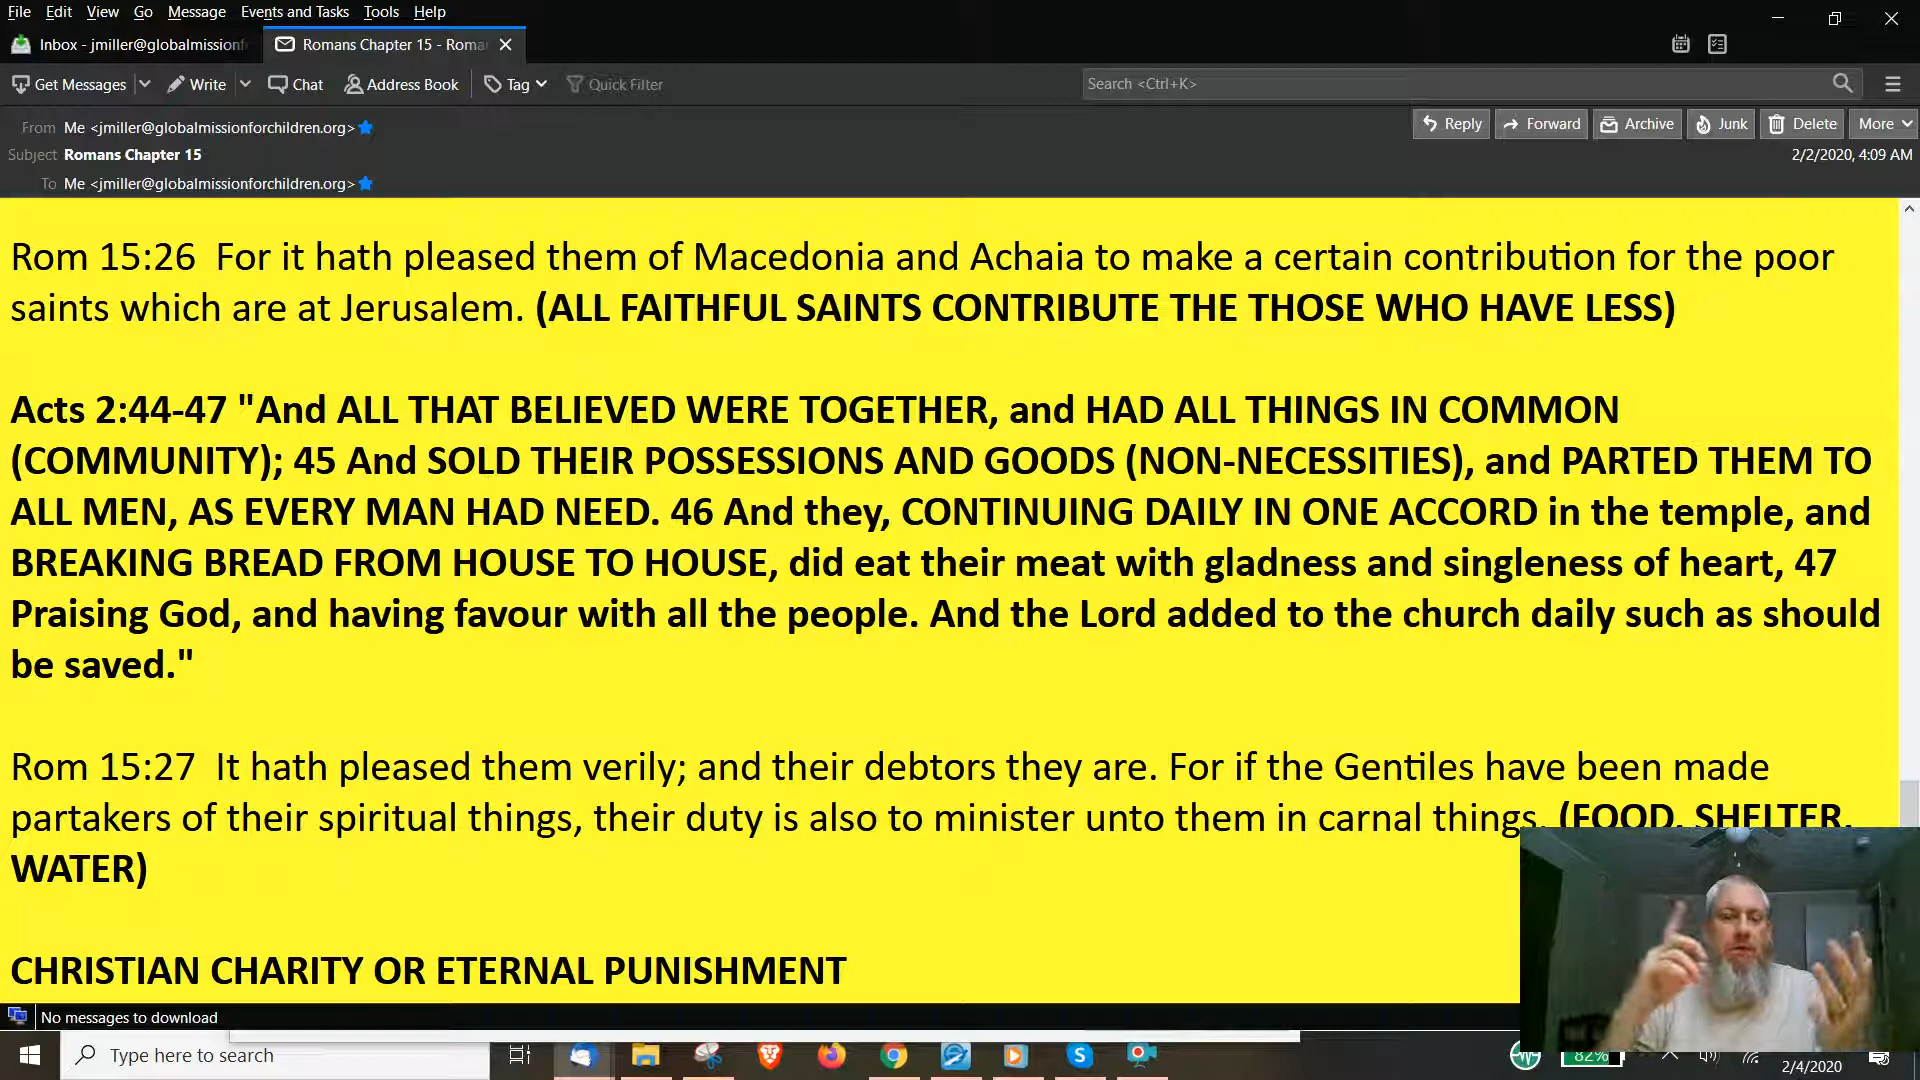 File Edit View Go Message Events and Tasks Tools Help
Inbox - jmiller@globalmissionf
Romans Chapter 15 - Roma
Get Messages Write Chat Address Book Tag Quick Filter Search <Ctrl+K>
From Me <jmiller@globalmissionforchildren.org> Reply Forward Archive Junk Delete More
Subject Romans Chapter 15 2/2/2020, 4:09 AM
To Me <jmiller@globalmissionforchildren.org>
Rom 15:26 For it hath pleased them of Macedonia and Achaia to make a certain contribution for the poor
saints which are at Jerusalem. (ALL FAITHFUL SAINTS CONTRIBUTE THE THOSE WHO HAVE LESS)
Acts 2:44-47 "And ALL THAT BELIEVED WERE TOGETHER, and HAD ALL THINGS IN COMMON
(COMMUNITY); 45 And SOLD THEIR POSSESSIONS AND GOODS (NON-NECESSITIES), and PARTED THEM TO
ALL MEN, AS EVERY MAN HAD NEED. 46 And they, CONTINUING DAILY IN ONE ACCORD in the temple, and
BREAKING BREAD FROM HOUSE TO HOUSE, did eat their meat with gladness and singleness of heart, 47
Praising God, and having favour with all the people. And the Lord added to the church daily such as should
be saved."
Rom 15:27 It hath pleased them verily; and their debtors they are. For if the Gentiles have been made
partakers of their spiritual things, their duty is also to minister unto them in carnal things. (FOOD, SHELTER,
WATER)
CHRISTIAN CHARITY OR ETERNAL PUNISHMENT
No messages to download
Type here to search
82%
2/4/2020